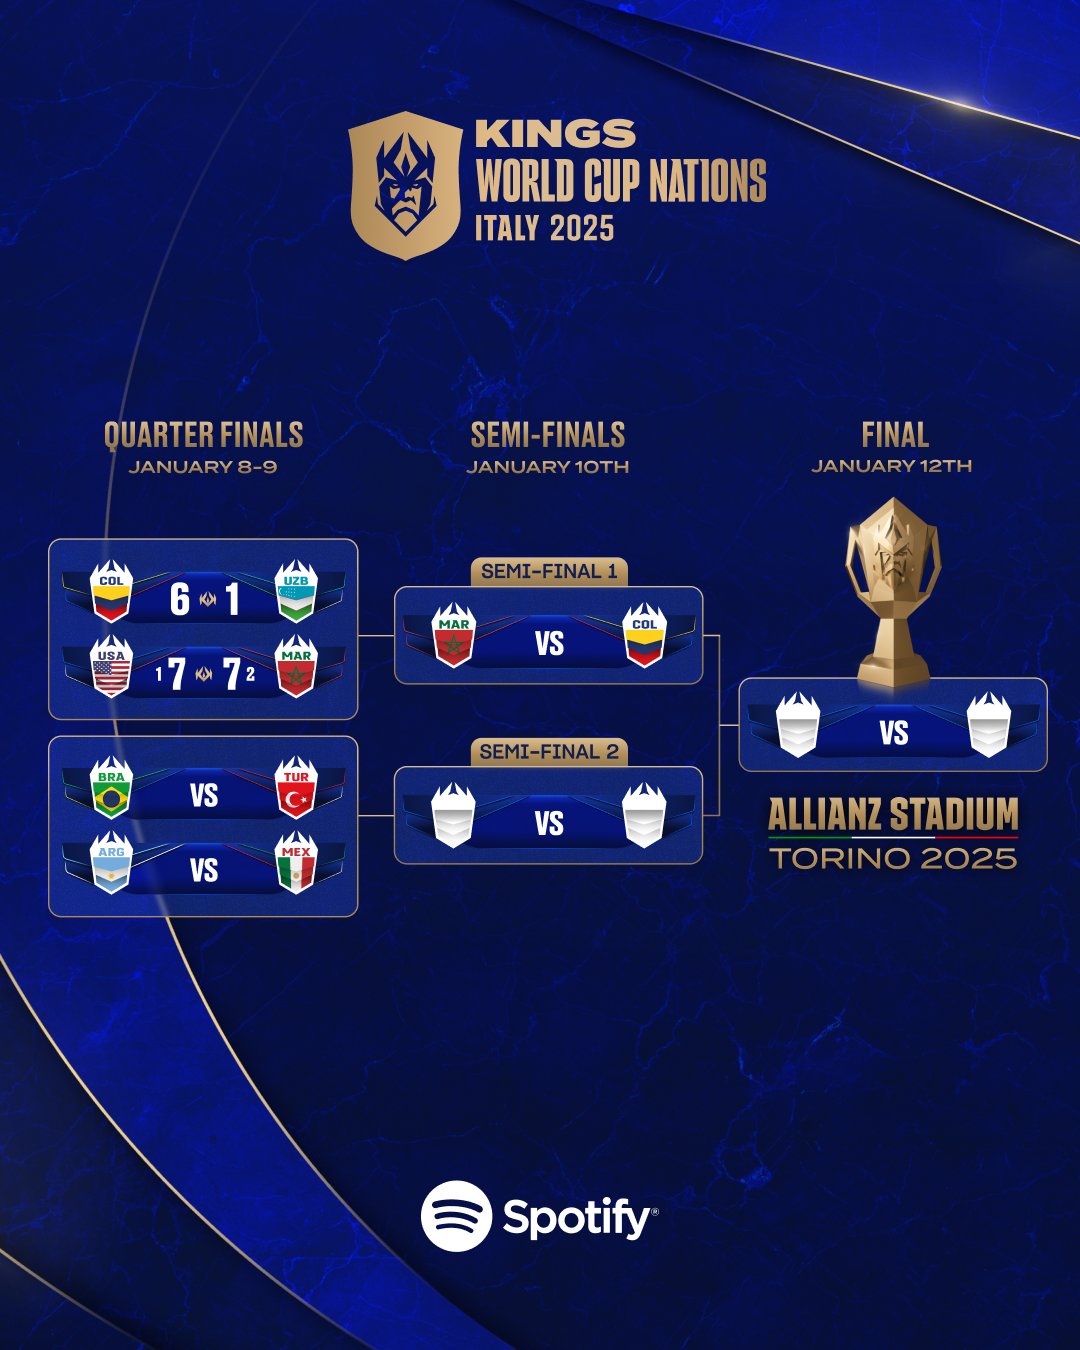 KINGS
WORLD CUP NATIONS
ITALY 2025
QUARTER FINALS
JANUARY 8-9
SEMI-FINALS
JANUARY 10TH
FINAL
JANUARY 12TH
COL 6 1 UZB
USA 1 7 7 2 MAR
BRA VS TUR
ARG VS MEX
SEMI-FINAL 1
MAR VS COL
SEMI-FINAL 2
VS
VS
ALLIANZ STADIUM
TORINO 2025
Spotify®